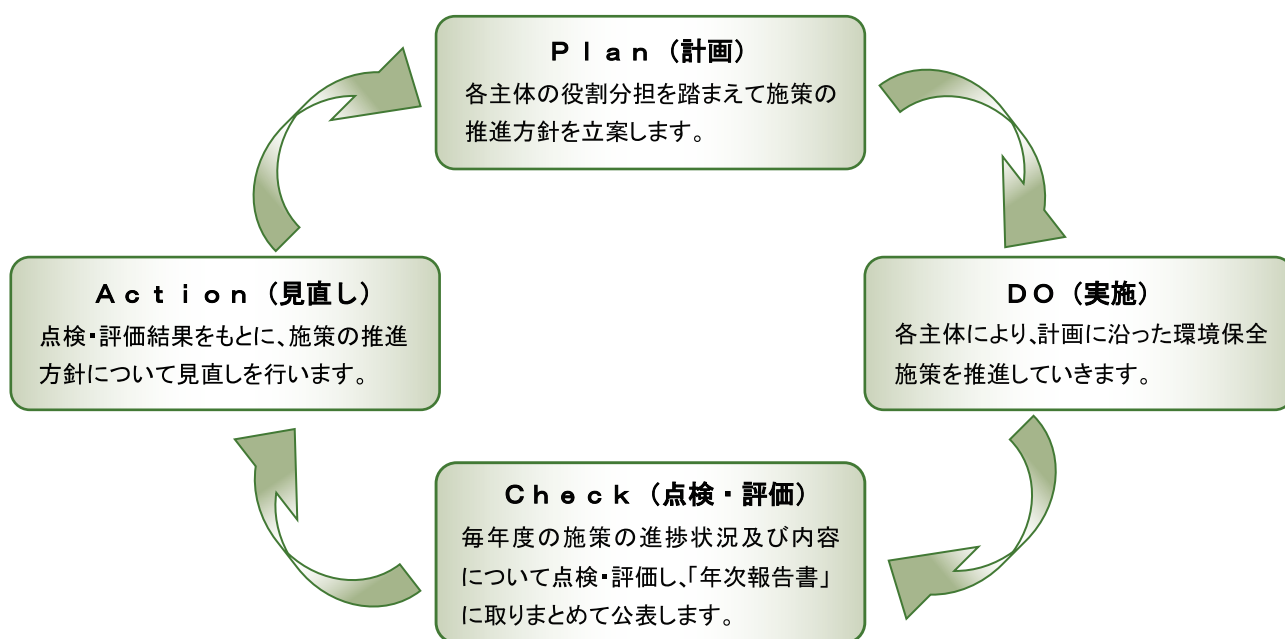 Ｐｌａｎ（計画）
各主体の役割分担を踏まえて施策の
推進方針を立案します。
Ａｃｔｉｏｎ（見直し）
点検・評価結果をもとに、施策の推進
方針について見直しを行います。
ＤＯ（実施）
各主体により、計画に沿った環境保全
施策を推進していきます。
Ｃｈｅｃｋ（点検・評価）
毎年度の施策の進捗状況及び内容
について点検・評価し、「年次報告書」
に取りまとめて公表します。